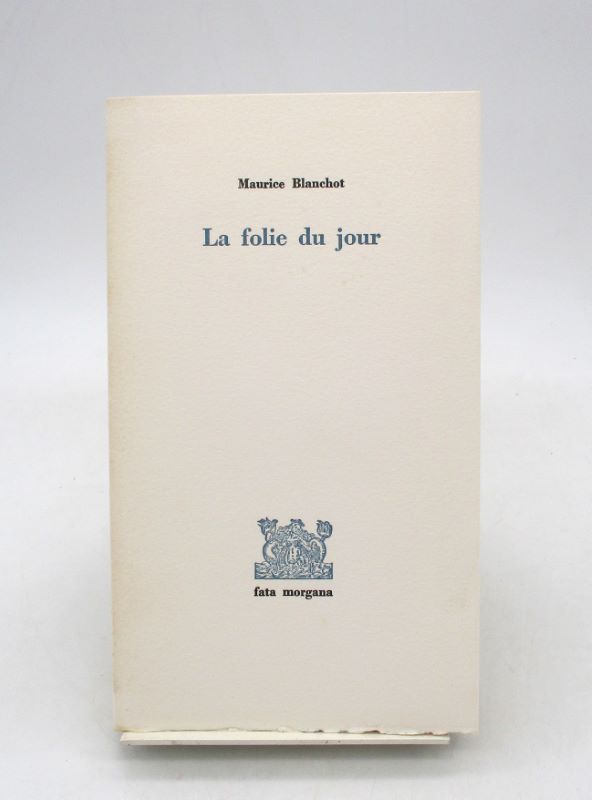 Maurice Blanchot
La folie du jour
fata morgana